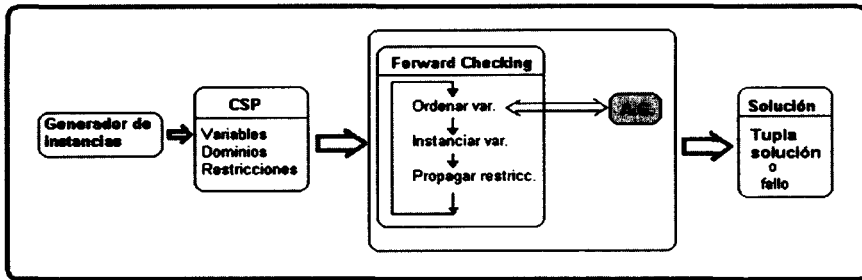 Generador de
instancias
CSP
Variables
Dominios
Restricciones
Forward Checking
Ordenar var.
Instanciar var.
Propagar restricc.
Solución
Tupla
solución
o
fallo